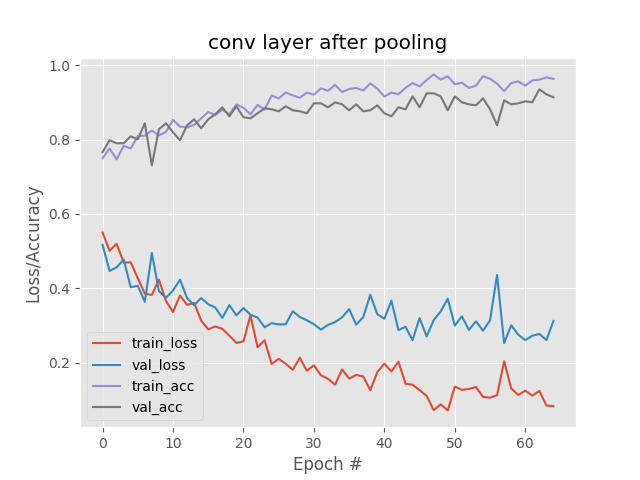 conv layer after pooling
Loss/Accuracy
1.0
0.8
0.6
0.4
0.2
train_loss
val_loss
train_acc
val_acc
0 10 20 30 40 50 60
Epoch #